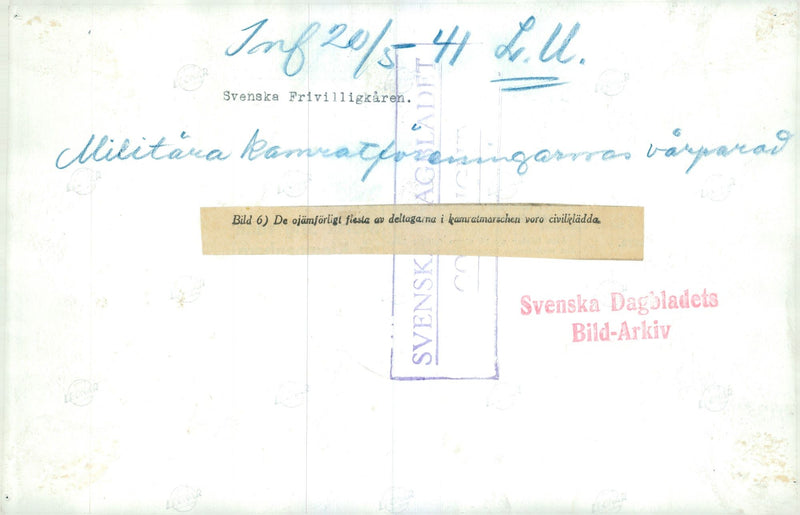 Inf 20/5 41 L.U.
Svenska Frivilligkåren.
Militära kamratföreningarnas vårparad
Bild 6) De ojämförligt flesta av deltagarna i kamratmarschen voro civilklädda.
SVENSKA DAGBLADET
Svenska Dagbladets
Bild-Arkiv